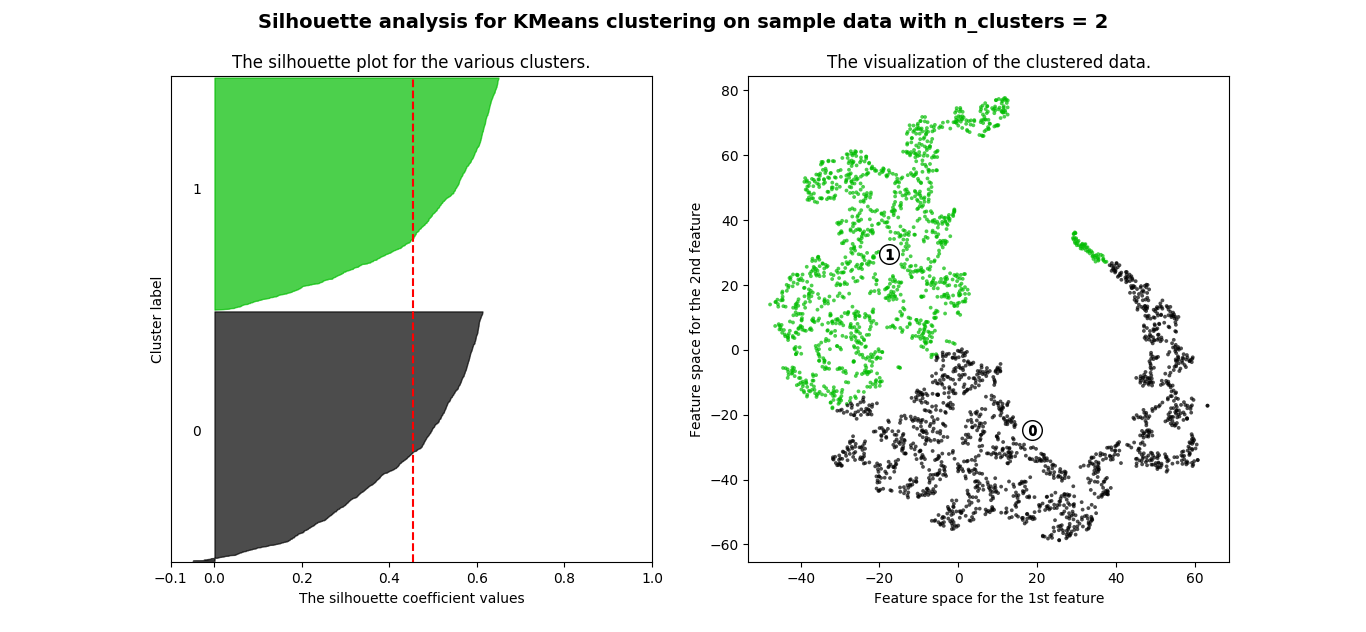 Silhouette analysis for KMeans clustering on sample data with n_clusters = 2
The silhouette plot for the various clusters.
Cluster label
1
0
−0.1 0.0 0.2 0.4 0.6 0.8 1.0
The silhouette coefficient values
The visualization of the clustered data.
Feature space for the 2nd feature
80
60
40
20
0
−20
−40
−60
1
0
−40 −20 0 20 40 60
Feature space for the 1st feature